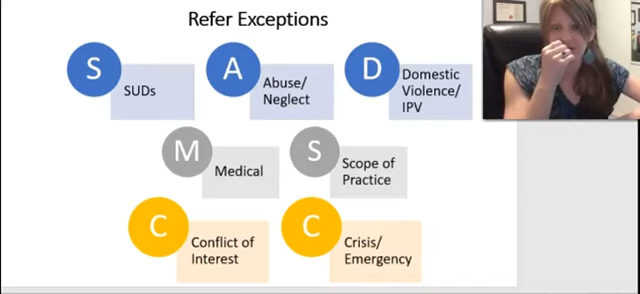 Refer Exceptions
S
SUDs
A
Abuse/
Neglect
D
Domestic
Violence/
IPV
M
Medical
S
Scope of
Practice
C
Conflict of
Interest
C
Crisis/
Emergency